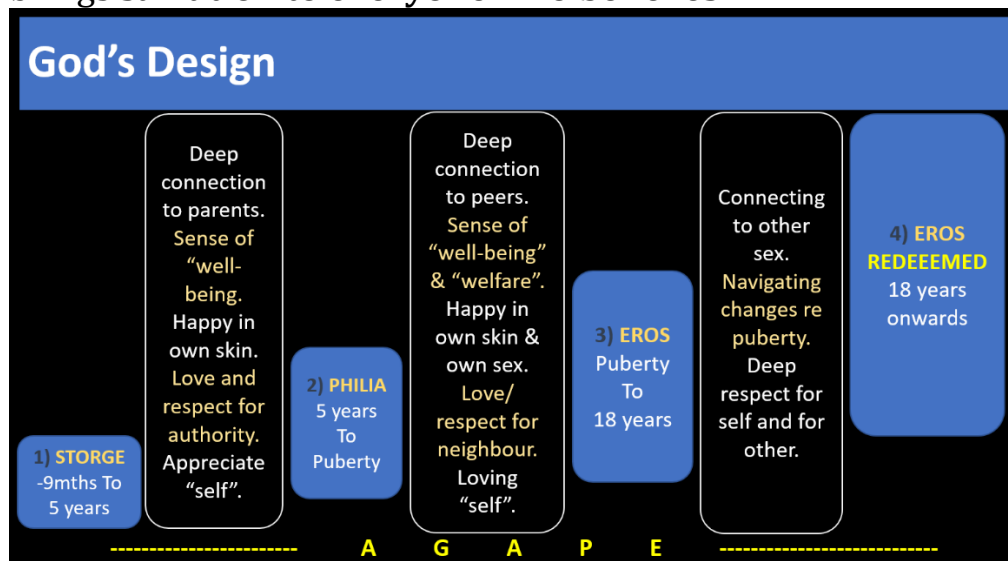 God's Design
1) STORGE
-9mths To
5 years
Deep
connection
to parents.
Sense of
"well-
being.
Happy in
own skin.
Love and
respect for
authority.
Appreciate
"self".
2) PHILIA
5 years
To
Puberty
Deep
connection
to peers.
Sense of
"well-being"
& "welfare".
Happy in
own skin &
own sex.
Love/
respect for
neighbour.
Loving
"self".
3) EROS
Puberty
To
18 years
Connecting
to other
sex.
Navigating
changes re
puberty.
Deep
respect for
self and for
other.
4) EROS
REDEEEMED
18 years
onwards
----------------------- A G A P E ---------------------------